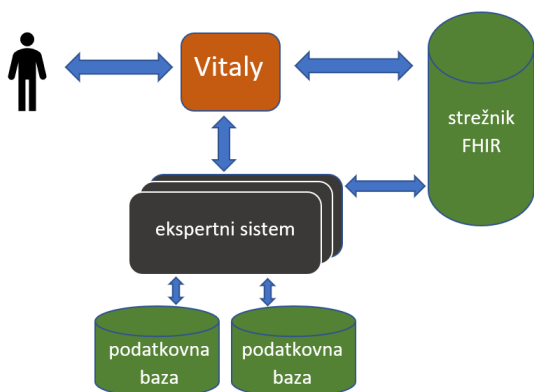 Vitaly
strežnik
FHIR
ekspertni sistem
podatkovna
baza
podatkovna
baza